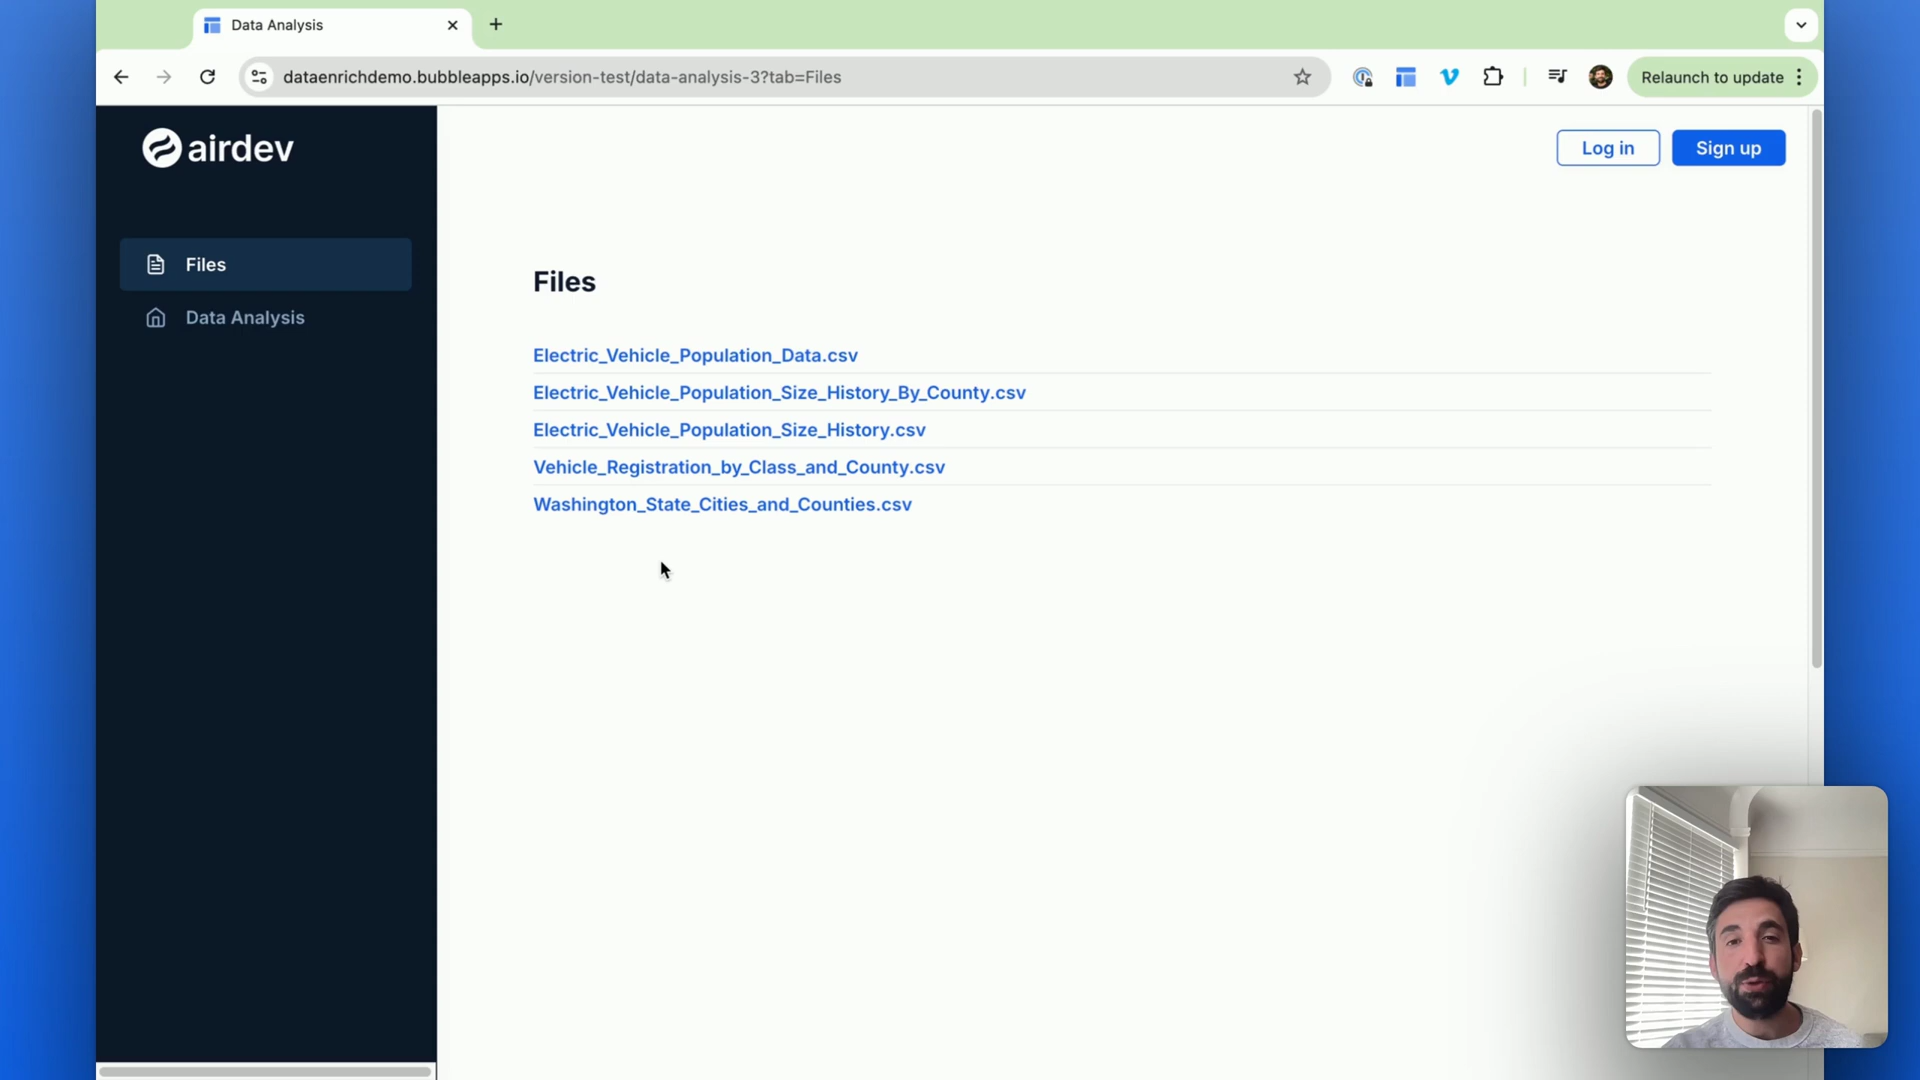 Data Analysis
dataenrichdemo.bubbleapps.io/version-test/data-analysis-3?tab=Files
Relaunch to update
airdev
Log in
Sign up
Files
Data Analysis
Files
Electric_Vehicle_Population_Data.csv
Electric_Vehicle_Population_Size_History_By_County.csv
Electric_Vehicle_Population_Size_History.csv
Vehicle_Registration_by_Class_and_County.csv
Washington_State_Cities_and_Counties.csv